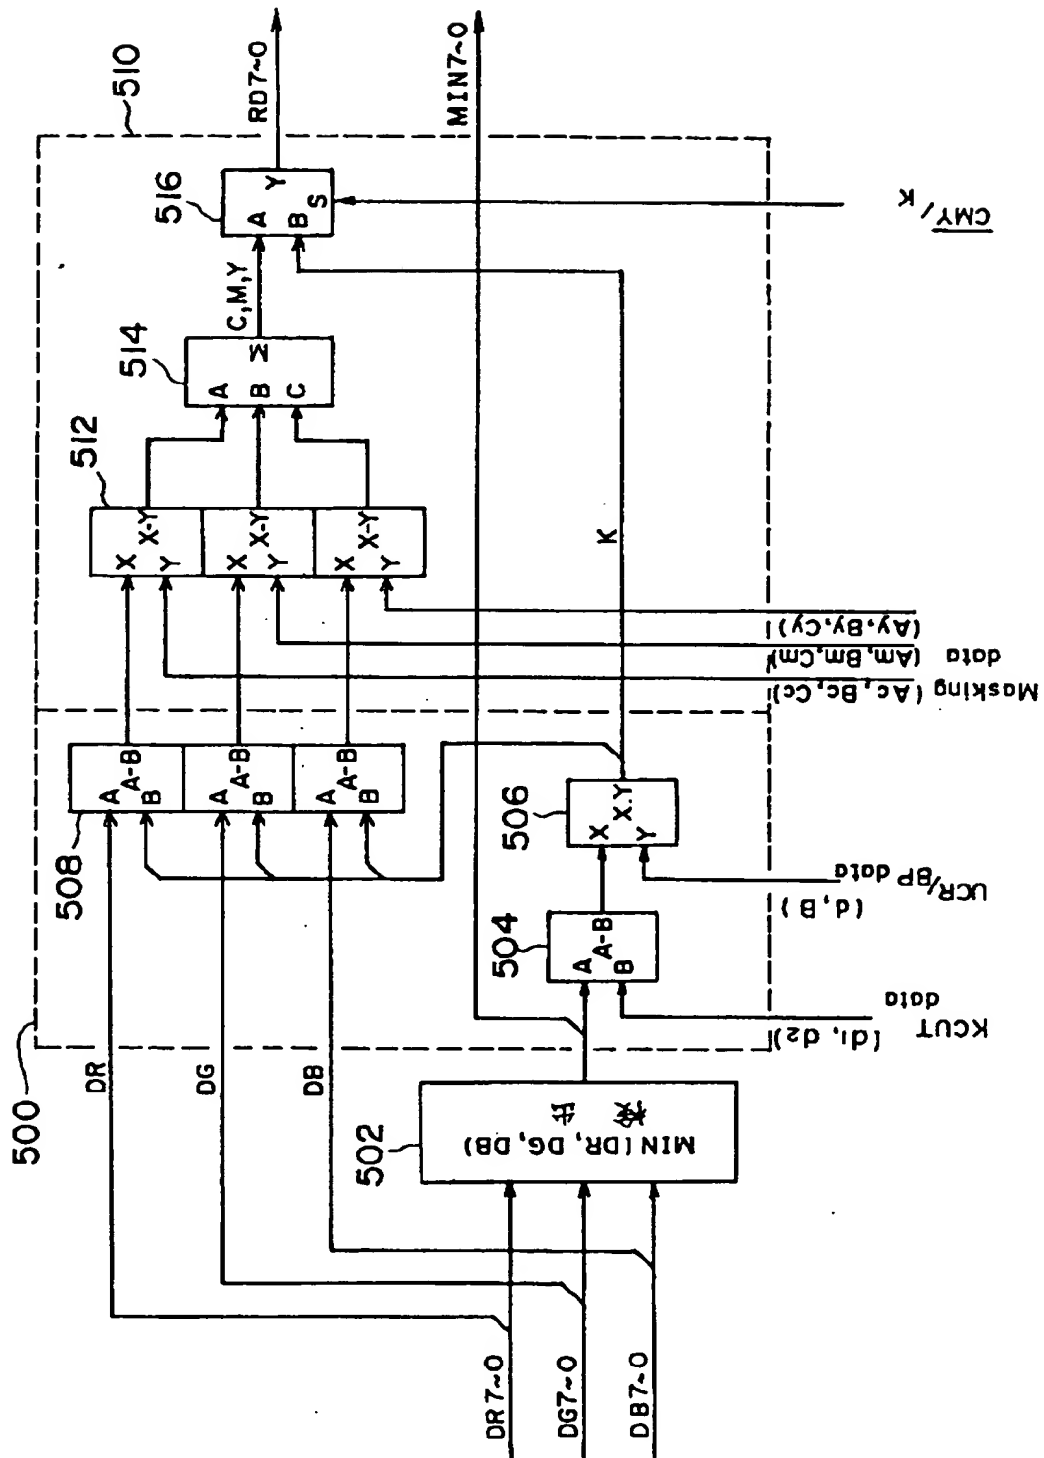 500
510
DR
DG
DB
508
A
A-B
B
A
A-B
B
A
A-B
B
512
X
X-Y
Y
X
X-Y
Y
X
X-Y
Y
514
A
B
C
Σ
C,M,Y
516
A
B
Y
S
RD7~0
MIN7~0
DR7~0
DG7~0
DB7~0
502
MIN(DR,DG,DB)
検出
504
A
A-B
B
506
X
X.Y
Y
K
KCUT
data
(d1, d2)
UCR/BP data
(d,B)
Masking
data
(Ac,Bc,Cc)
(Am,Bm,Cm)
(Ay,By,Cy)
CMY/K